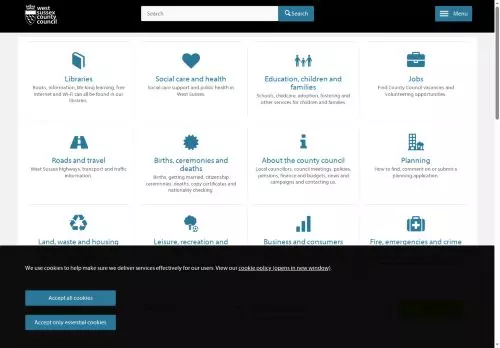 west
sussex
county
council
Search
Search
Menu
Libraries
Books, information, life-long learning, free
internet and Wi-Fi can all be found in our
libraries.
Social care and health
Social care support and public health in
West Sussex.
Education, children and
families
Schools, childcare, adoption, fostering and
other services for children and families
Jobs
Find County Council vacancies and
volunteering opportunities.
Roads and travel
West Sussex highways, transport and traffic
information.
Births, ceremonies and
deaths
Births, getting married, citizenship
ceremonies, deaths, copy certificates and
nationality checking
About the county council
Local councillors, council meetings, policies,
pensions, finance and budgets, news and
campaigns and contacting us.
Planning
How to find, comment on or submit a
planning application
Land, waste and housing
Leisure, recreation and
Business and consumers
Fire, emergencies and crime
We use cookies to help make sure we deliver services effectively for our users. View our cookie policy (opens in new window).
Accept all cookies
Accept only essential cookies